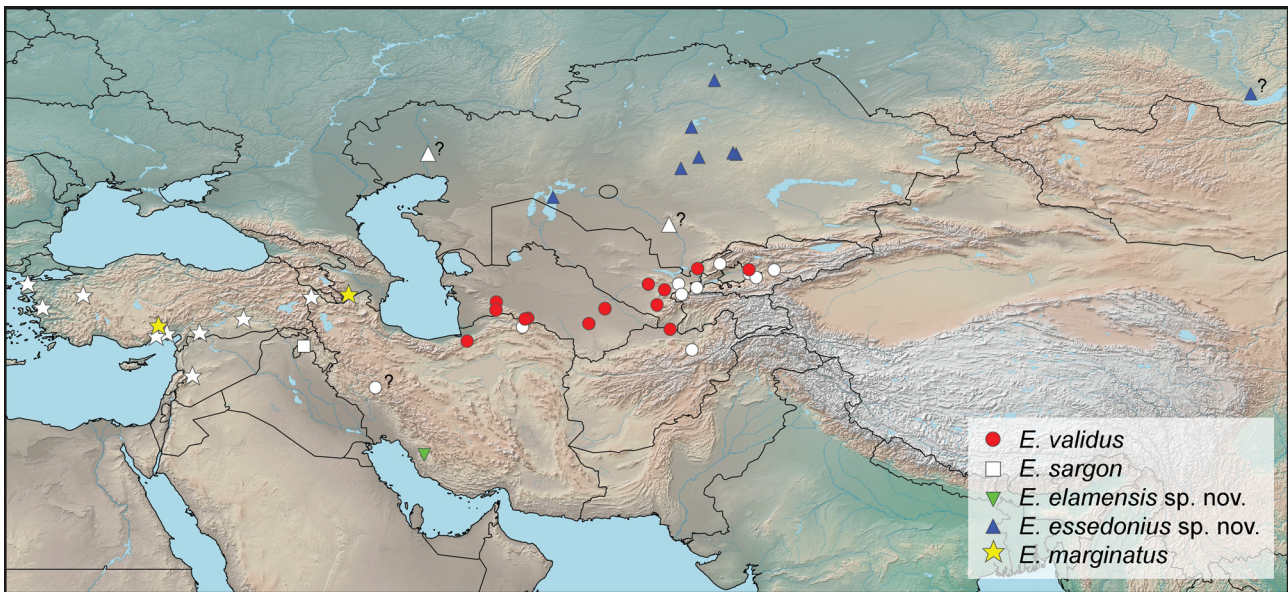 ?
?
?
?
E. validus
E. sargon
E. elamensis sp. nov.
E. essedonius sp. nov.
E. marginatus